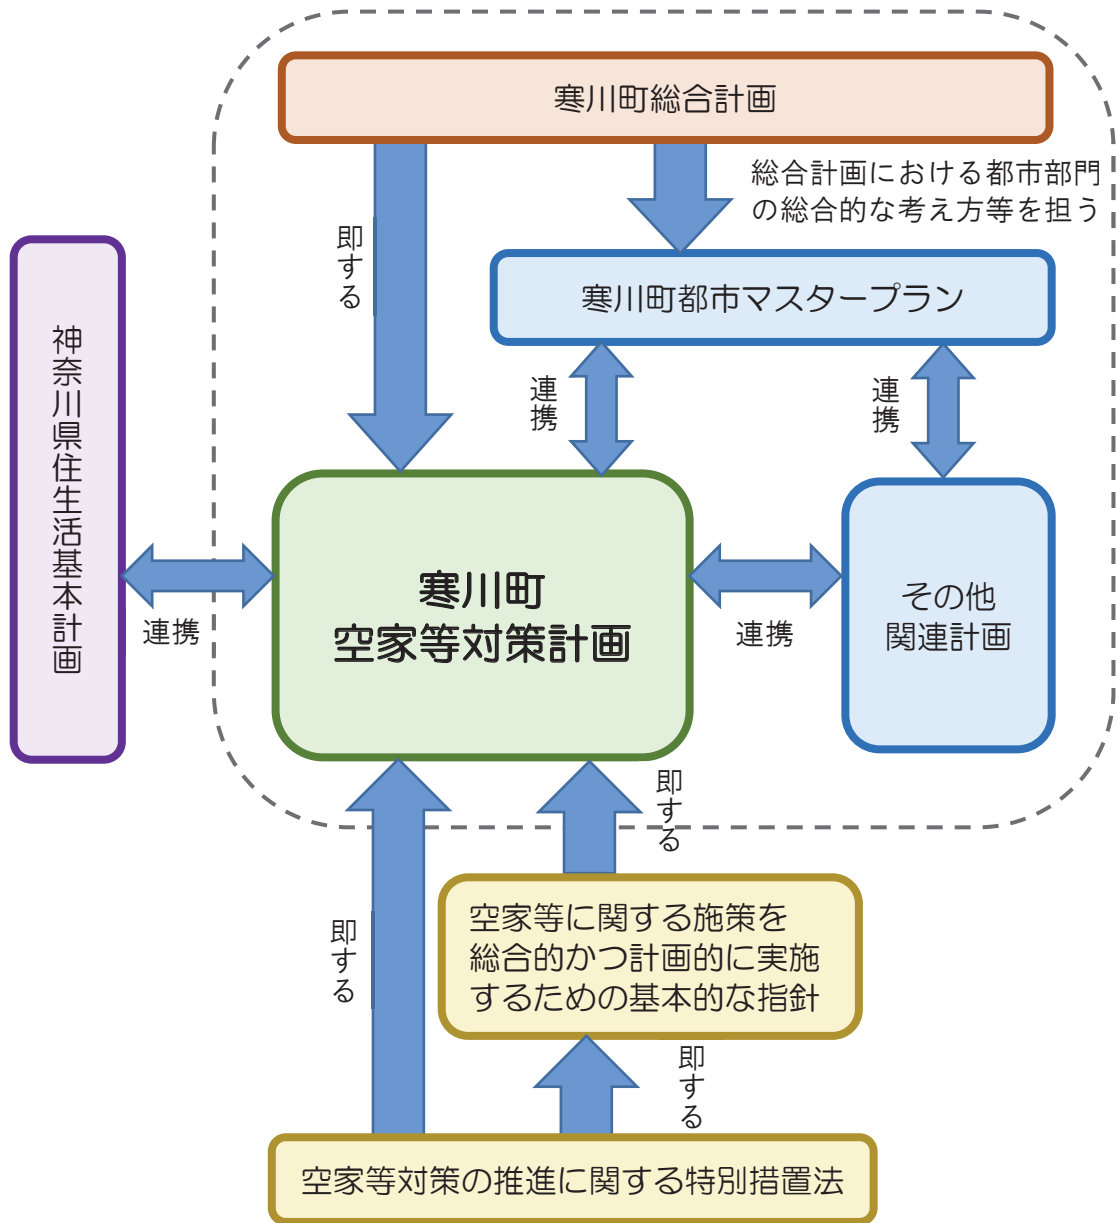 寒川町総合計画
総合計画における都市部門
の総合的な考え方等を担う
即する
寒川町都市マスタープラン
連携
連携
神奈川県住生活基本計画
連携
寒川町
空家等対策計画
連携
その他
関連計画
即する
空家等に関する施策を
総合的かつ計画的に実施
するための基本的な指針
即する
即する
空家等対策の推進に関する特別措置法